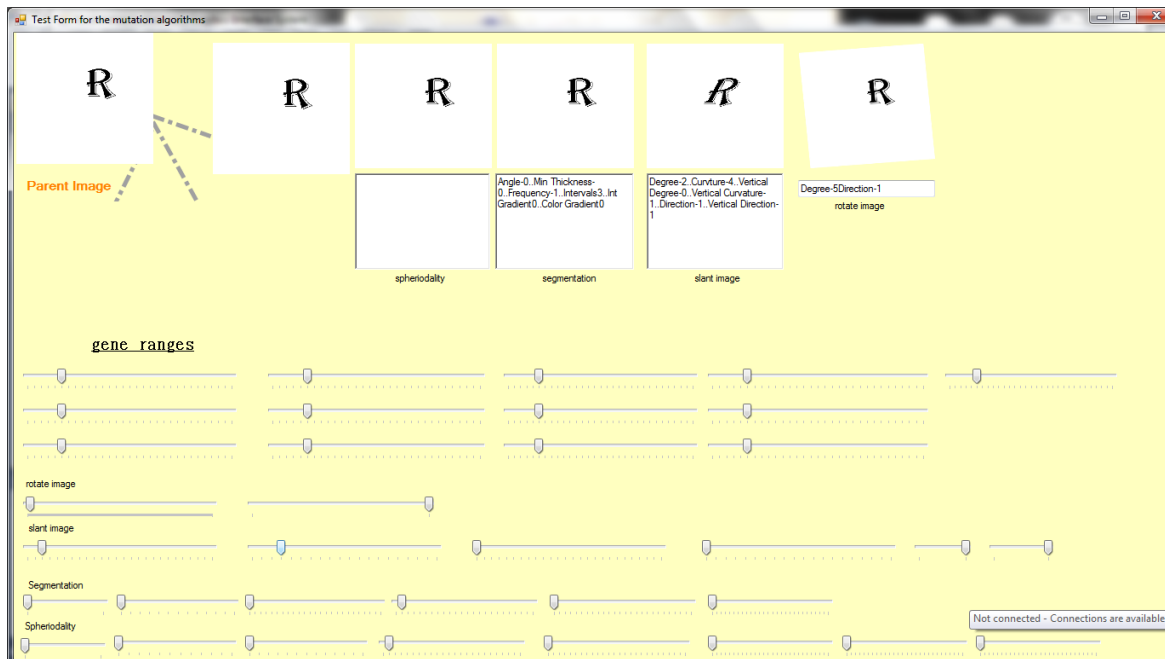 Test Form for the mutation algorithms
R R R R R R
Parent Image
Angle-0..Min Thickness-
0..Frequency-1..Intervals3..Int
Gradient0..Color Gradient0
Degree-2..Curvture-4..Vertical
Degree-0..Vertical Curvature-
1..Direction-1..Vertical Direction-
1
Degree-5Direction-1
rotate image
spheriodality
segmentation
slant image
gene ranges
rotate image
slant image
Segmentation
Spheriodality
Not connected - Connections are available